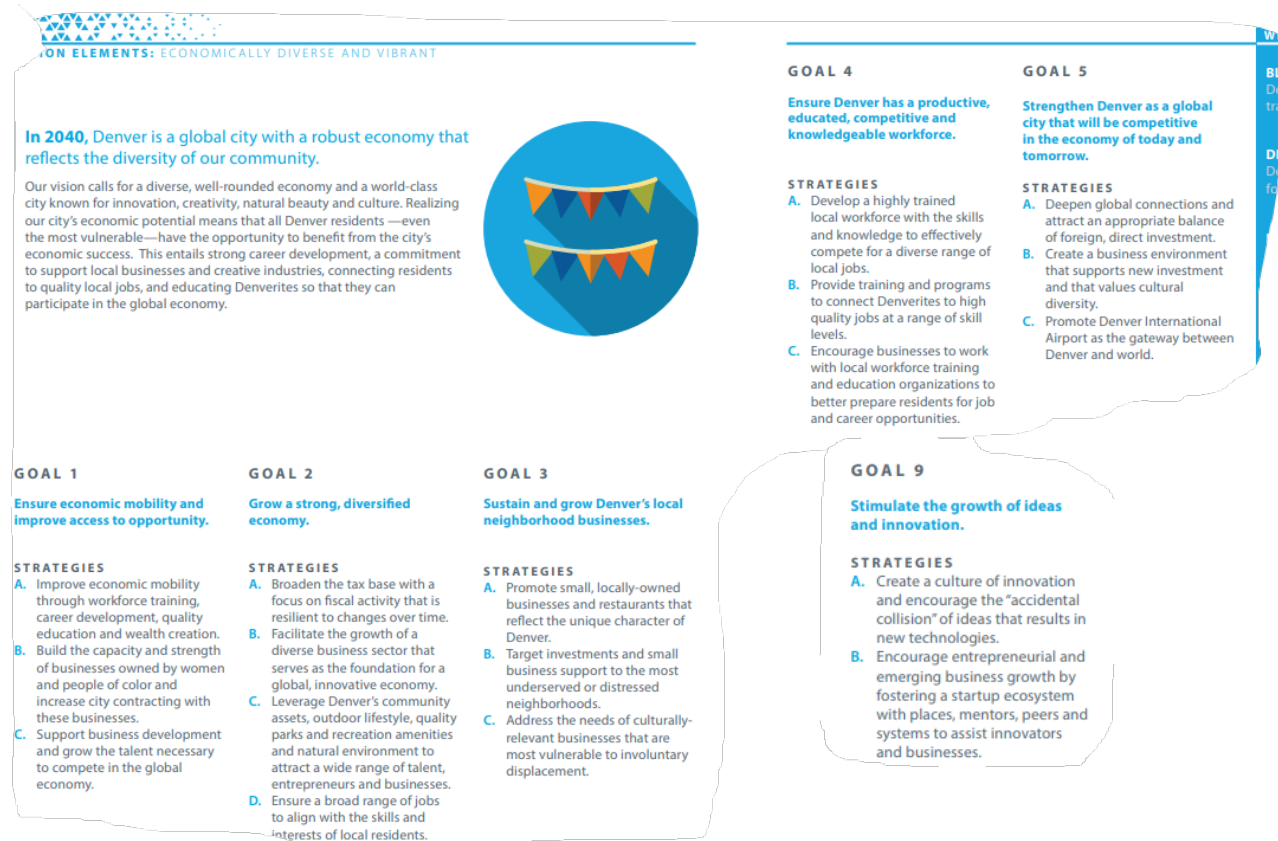 ION ELEMENTS: ECONOMICALLY DIVERSE AND VIBRANT
In 2040, Denver is a global city with a robust economy that
reflects the diversity of our community.
Our vision calls for a diverse, well-rounded economy and a world-class
city known for innovation, creativity, natural beauty and culture. Realizing
our city's economic potential means that all Denver residents —even
the most vulnerable—have the opportunity to benefit from the city's
economic success. This entails strong career development, a commitment
to support local businesses and creative industries, connecting residents
to quality local jobs, and educating Denverites so that they can
participate in the global economy.
GOAL 1
Ensure economic mobility and
improve access to opportunity.
STRATEGIES
A. Improve economic mobility
through workforce training,
career development, quality
education and wealth creation.
B. Build the capacity and strength
of businesses owned by women
and people of color and
increase city contracting with
these businesses.
C. Support business development
and grow the talent necessary
to compete in the global
economy.
GOAL 2
Grow a strong, diversified
economy.
STRATEGIES
A. Broaden the tax base with a
focus on fiscal activity that is
resilient to changes over time.
B. Facilitate the growth of a
diverse business sector that
serves as the foundation for a
global, innovative economy.
C. Leverage Denver's community
assets, outdoor lifestyle, quality
parks and recreation amenities
and natural environment to
attract a wide range of talent,
entrepreneurs and businesses.
D. Ensure a broad range of jobs
to align with the skills and
interests of local residents.
GOAL 3
Sustain and grow Denver's local
neighborhood businesses.
STRATEGIES
A. Promote small, locally-owned
businesses and restaurants that
reflect the unique character of
Denver.
B. Target investments and small
business support to the most
underserved or distressed
neighborhoods.
C. Address the needs of culturally-
relevant businesses that are
most vulnerable to involuntary
displacement.
GOAL 4
Ensure Denver has a productive,
educated, competitive and
knowledgeable workforce.
STRATEGIES
A. Develop a highly trained
local workforce with the skills
and knowledge to effectively
compete for a diverse range of
local jobs.
B. Provide training and programs
to connect Denverites to high
quality jobs at a range of skill
levels.
C. Encourage businesses to work
with local workforce training
and education organizations to
better prepare residents for job
and career opportunities.
GOAL 5
Strengthen Denver as a global
city that will be competitive
in the economy of today and
tomorrow.
STRATEGIES
A. Deepen global connections and
attract an appropriate balance
of foreign, direct investment.
B. Create a business environment
that supports new investment
and that values cultural
diversity.
C. Promote Denver International
Airport as the gateway between
Denver and world.
GOAL 9
Stimulate the growth of ideas
and innovation.
STRATEGIES
A. Create a culture of innovation
and encourage the "accidental
collision" of ideas that results in
new technologies.
B. Encourage entrepreneurial and
emerging business growth by
fostering a startup ecosystem
with places, mentors, peers and
systems to assist innovators
and businesses.